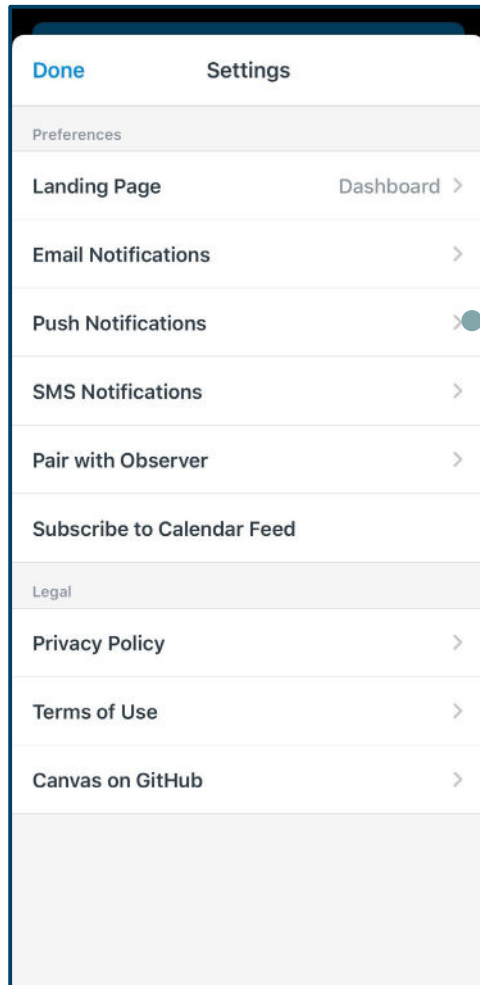 Done Settings
Preferences
Landing Page Dashboard
Email Notifications
Push Notifications
SMS Notifications
Pair with Observer
Subscribe to Calendar Feed
Legal
Privacy Policy
Terms of Use
Canvas on GitHub